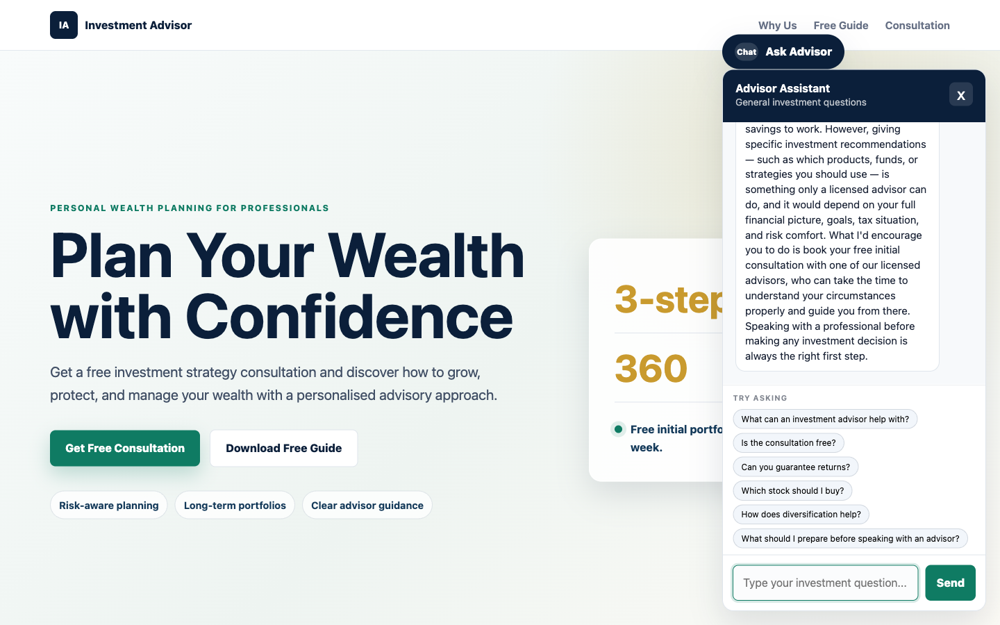 IA
Investment Advisor
Why Us
Free Guide
Consultation
Chat
Ask Advisor
PERSONAL WEALTH PLANNING FOR PROFESSIONALS
Plan Your Wealth
with Confidence
Get a free investment strategy consultation and discover how to grow,
protect, and manage your wealth with a personalised advisory approach.
Get Free Consultation
Download Free Guide
Risk-aware planning
Long-term portfolios
Clear advisor guidance
3-step
360
Free initial portfo
week.
Advisor Assistant
General investment questions
X
savings to work. However, giving
specific investment recommendations
— such as which products, funds, or
strategies you should use — is
something only a licensed advisor can
do, and it would depend on your full
financial picture, goals, tax situation,
and risk comfort. What I'd encourage
you to do is book your free initial
consultation with one of our licensed
advisors, who can take the time to
understand your circumstances
properly and guide you from there.
Speaking with a professional before
making any investment decision is
always the right first step.
TRY ASKING
What can an investment advisor help with?
Is the consultation free?
Can you guarantee returns?
Which stock should I buy?
How does diversification help?
What should I prepare before speaking with an advisor?
Type your investment question...
Send